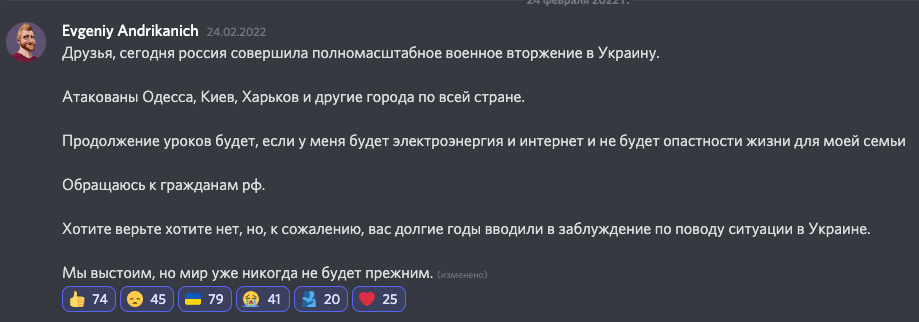 24 февраля 2022 г.
Evgeniy Andrikanich 24.02.2022
Друзья, сегодня россия совершила полномасштабное военное вторжение в Украину.
Атакованы Одесса, Киев, Харьков и другие города по всей стране.
Продолжение уроков будет, если у меня будет электроэнергия и интернет и не будет опастности жизни для моей семьи
Обращаюсь к гражданам рф.
Хотите верьте хотите нет, но, к сожалению, вас долгие годы вводили в заблуждение по поводу ситуации в Украине.
Мы выстоим, но мир уже никогда не будет прежним. (изменено)
74 45 79 41 20 25